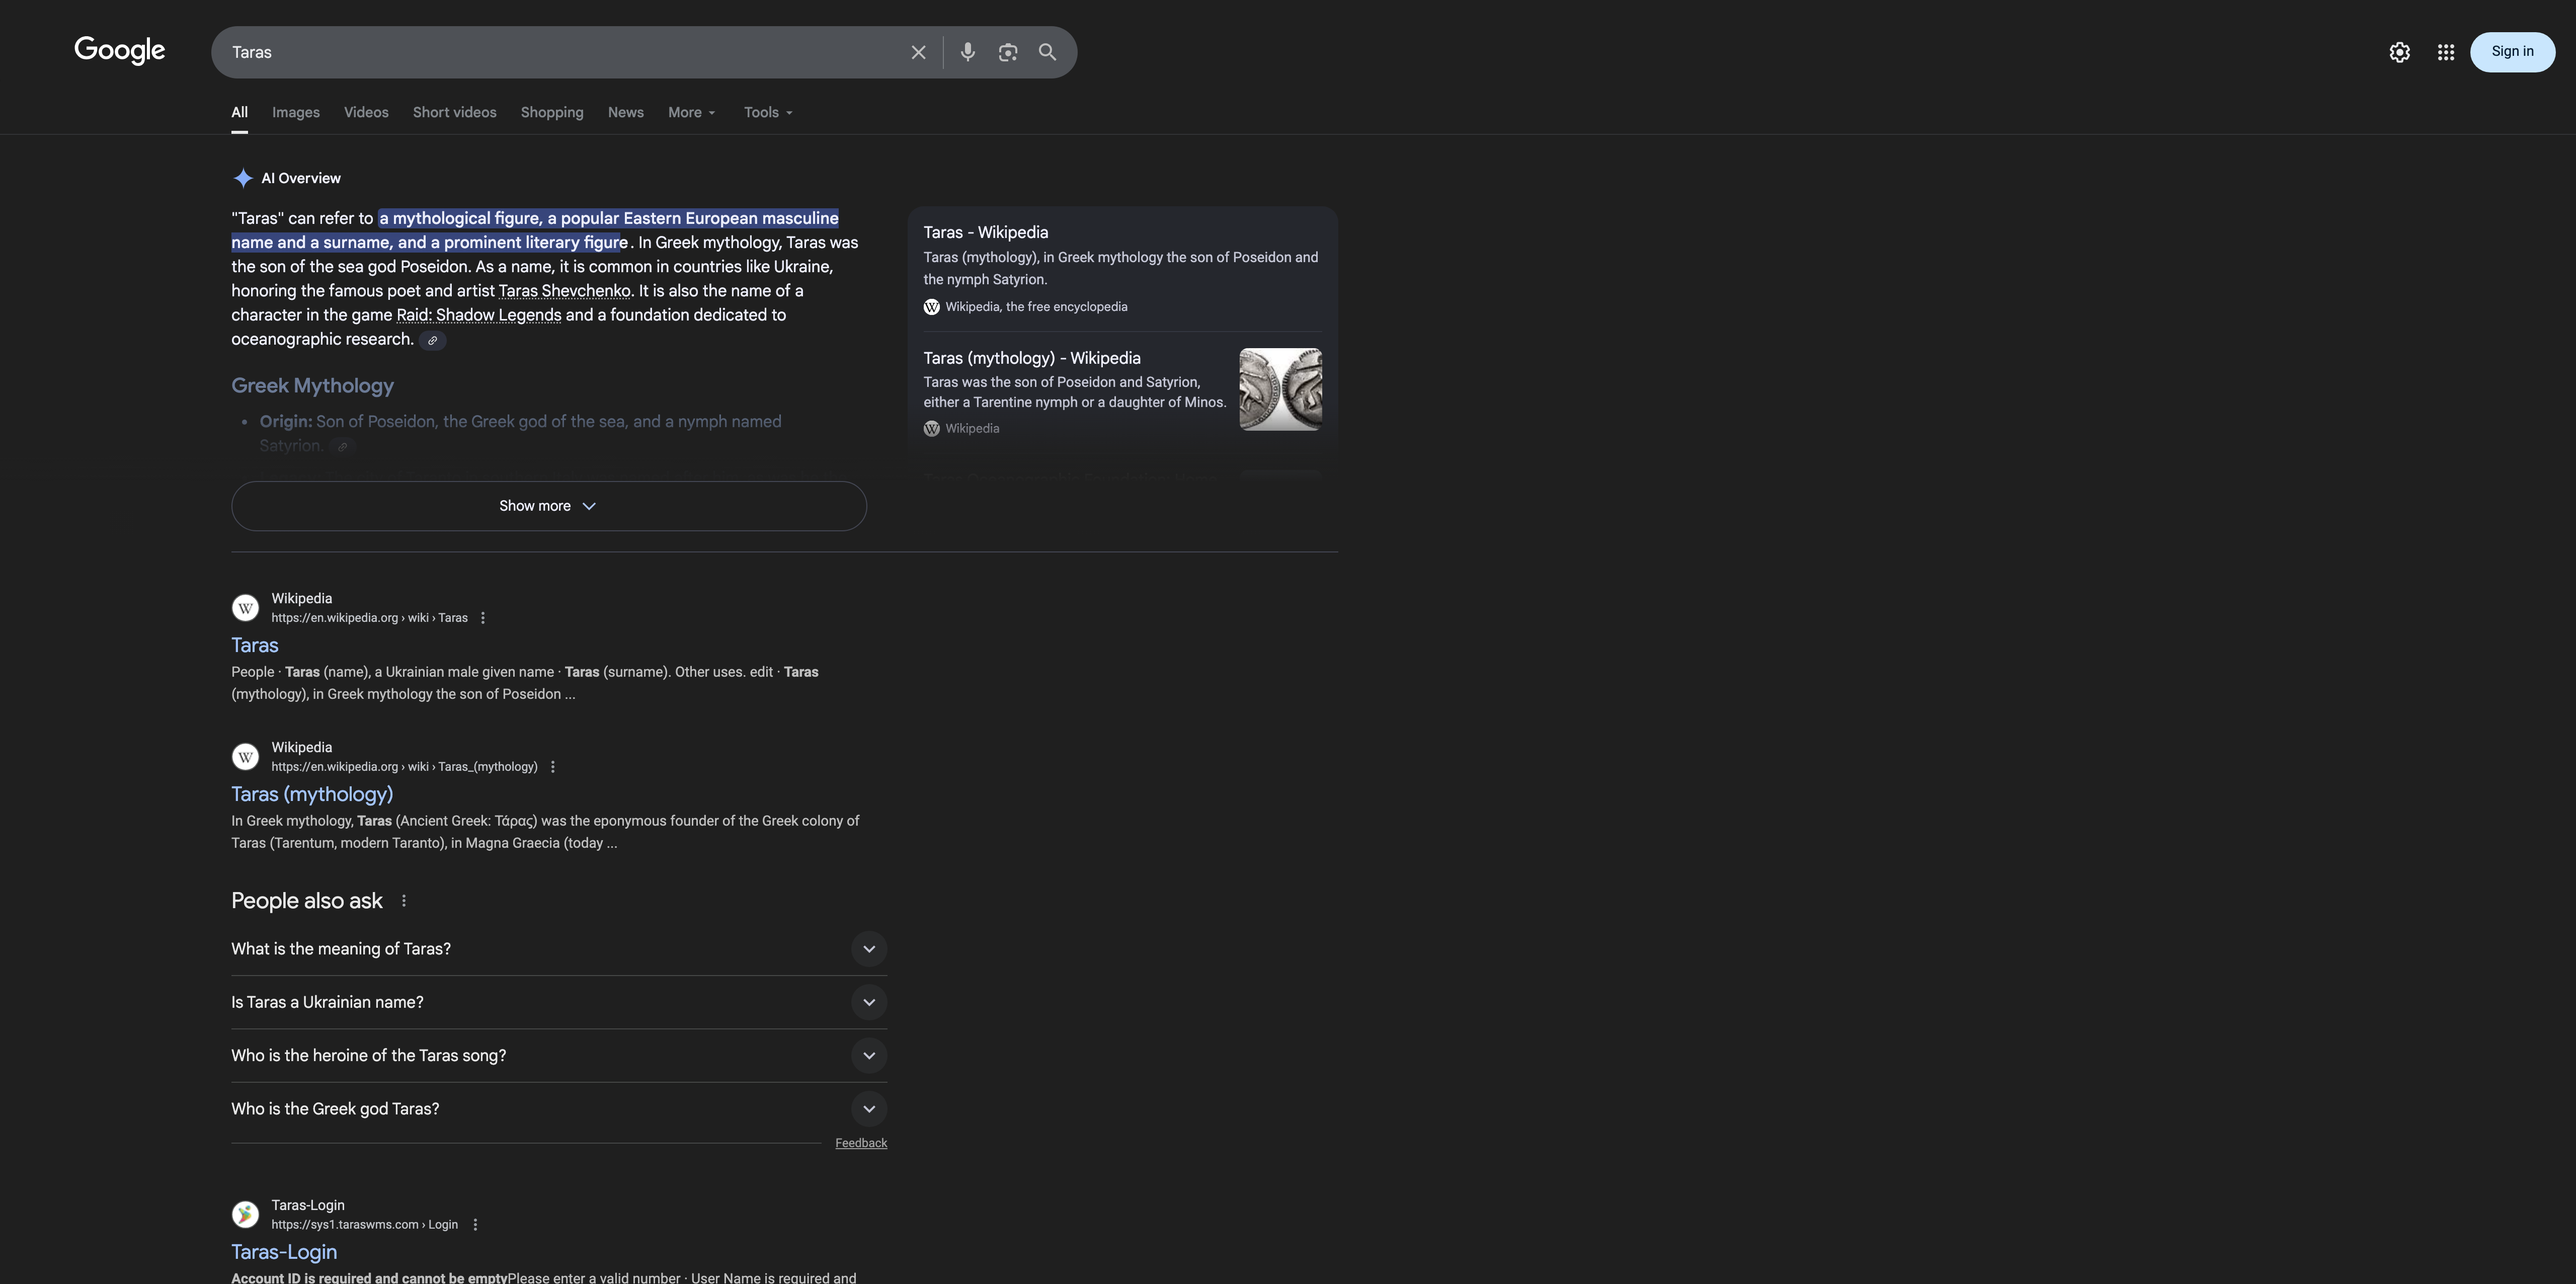 Google
Taras
Sign in
All Images Videos Short videos Shopping News More Tools
AI Overview
"Taras" can refer to a mythological figure, a popular Eastern European masculine
name and a surname, and a prominent literary figure. In Greek mythology, Taras was
the son of the sea god Poseidon. As a name, it is common in countries like Ukraine,
honoring the famous poet and artist Taras Shevchenko. It is also the name of a
character in the game Raid: Shadow Legends and a foundation dedicated to
oceanographic research.
Greek Mythology
• Origin: Son of Poseidon, the Greek god of the sea, and a nymph named
Satyrion.
Show more
Taras - Wikipedia
Taras (mythology), in Greek mythology the son of Poseidon and
the nymph Satyrion.
W Wikipedia, the free encyclopedia
Taras (mythology) - Wikipedia
Taras was the son of Poseidon and Satyrion,
either a Tarentine nymph or a daughter of Minos.
W Wikipedia
W Wikipedia
https://en.wikipedia.org › wiki › Taras
Taras
People · Taras (name), a Ukrainian male given name · Taras (surname). Other uses. edit · Taras
(mythology), in Greek mythology the son of Poseidon ...
W Wikipedia
https://en.wikipedia.org › wiki › Taras_(mythology)
Taras (mythology)
In Greek mythology, Taras (Ancient Greek: Τάρας) was the eponymous founder of the Greek colony of
Taras (Tarentum, modern Taranto), in Magna Graecia (today ...
People also ask
What is the meaning of Taras?
Is Taras a Ukrainian name?
Who is the heroine of the Taras song?
Who is the Greek god Taras?
Feedback
Taras-Login
https://sys1.taraswms.com › Login
Taras-Login
Account ID is required and cannot be emptyPlease enter a valid number · User Name is required and